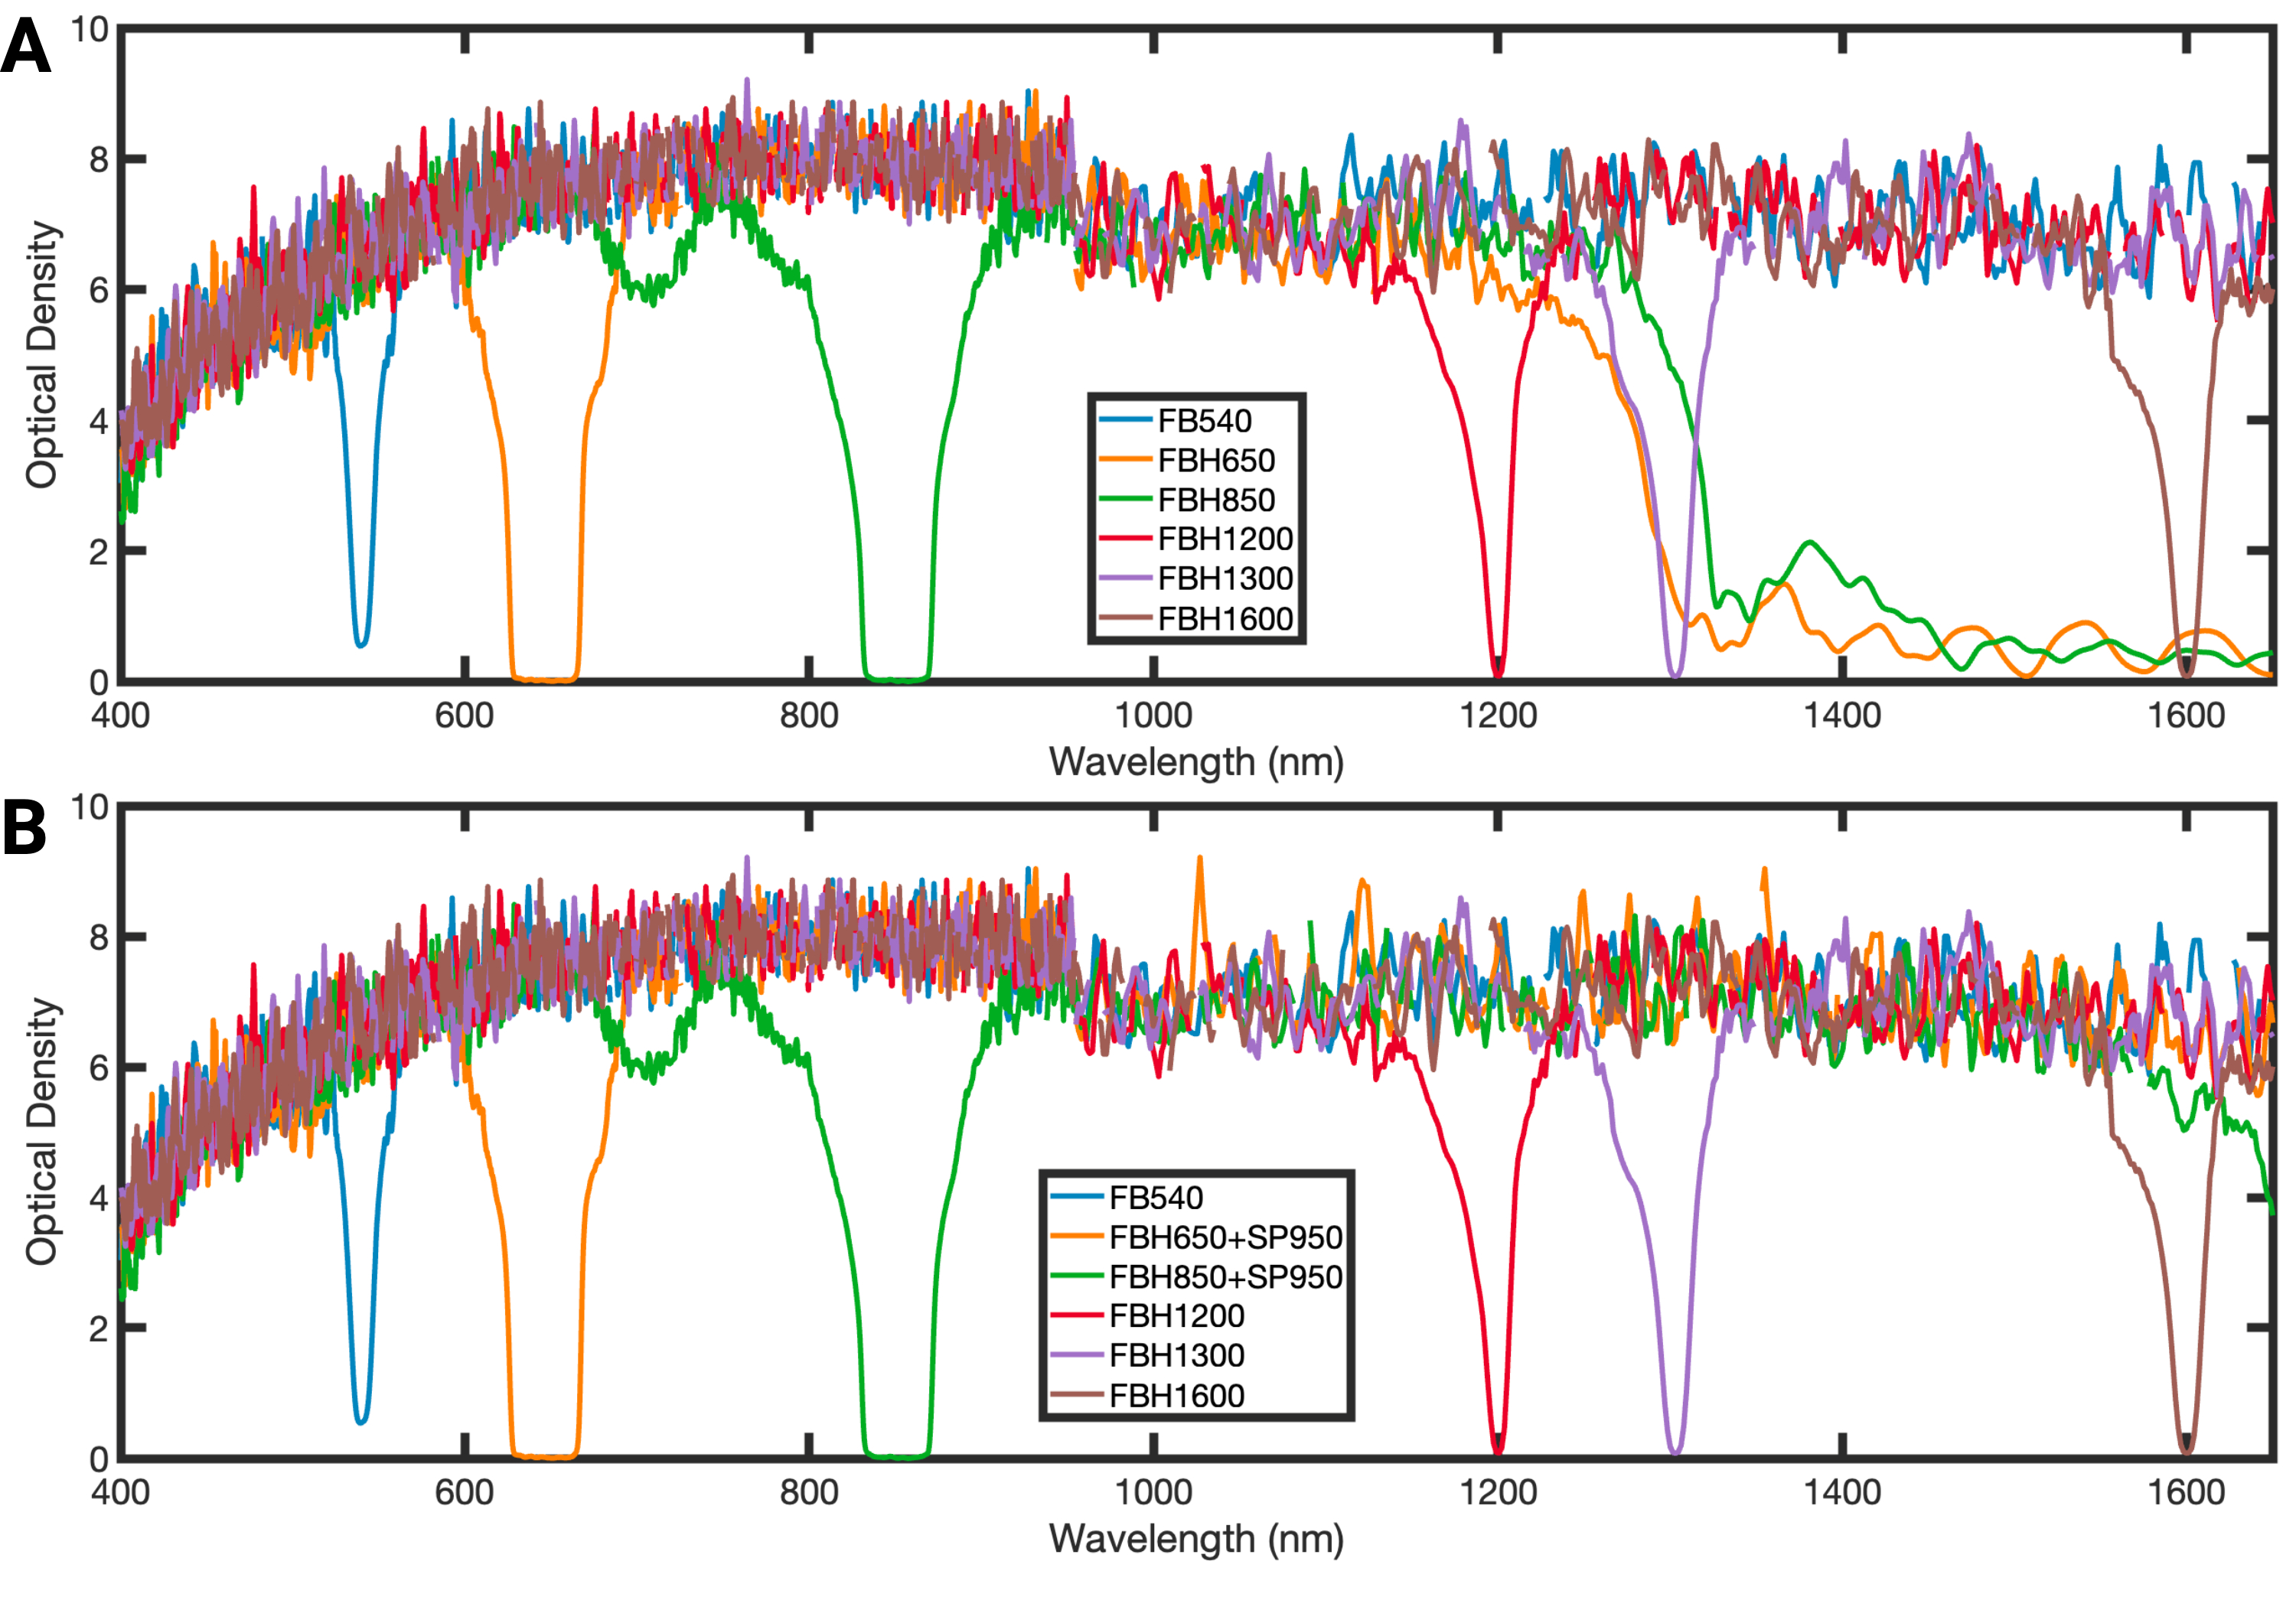 A
10
8
6
4
2
0
Optical Density
FB540
FBH650
FBH850
FBH1200
FBH1300
FBH1600
400 600 800 1000 1200 1400 1600
Wavelength (nm)
B
10
8
6
4
2
0
Optical Density
FB540
FBH650+SP950
FBH850+SP950
FBH1200
FBH1300
FBH1600
400 600 800 1000 1200 1400 1600
Wavelength (nm)